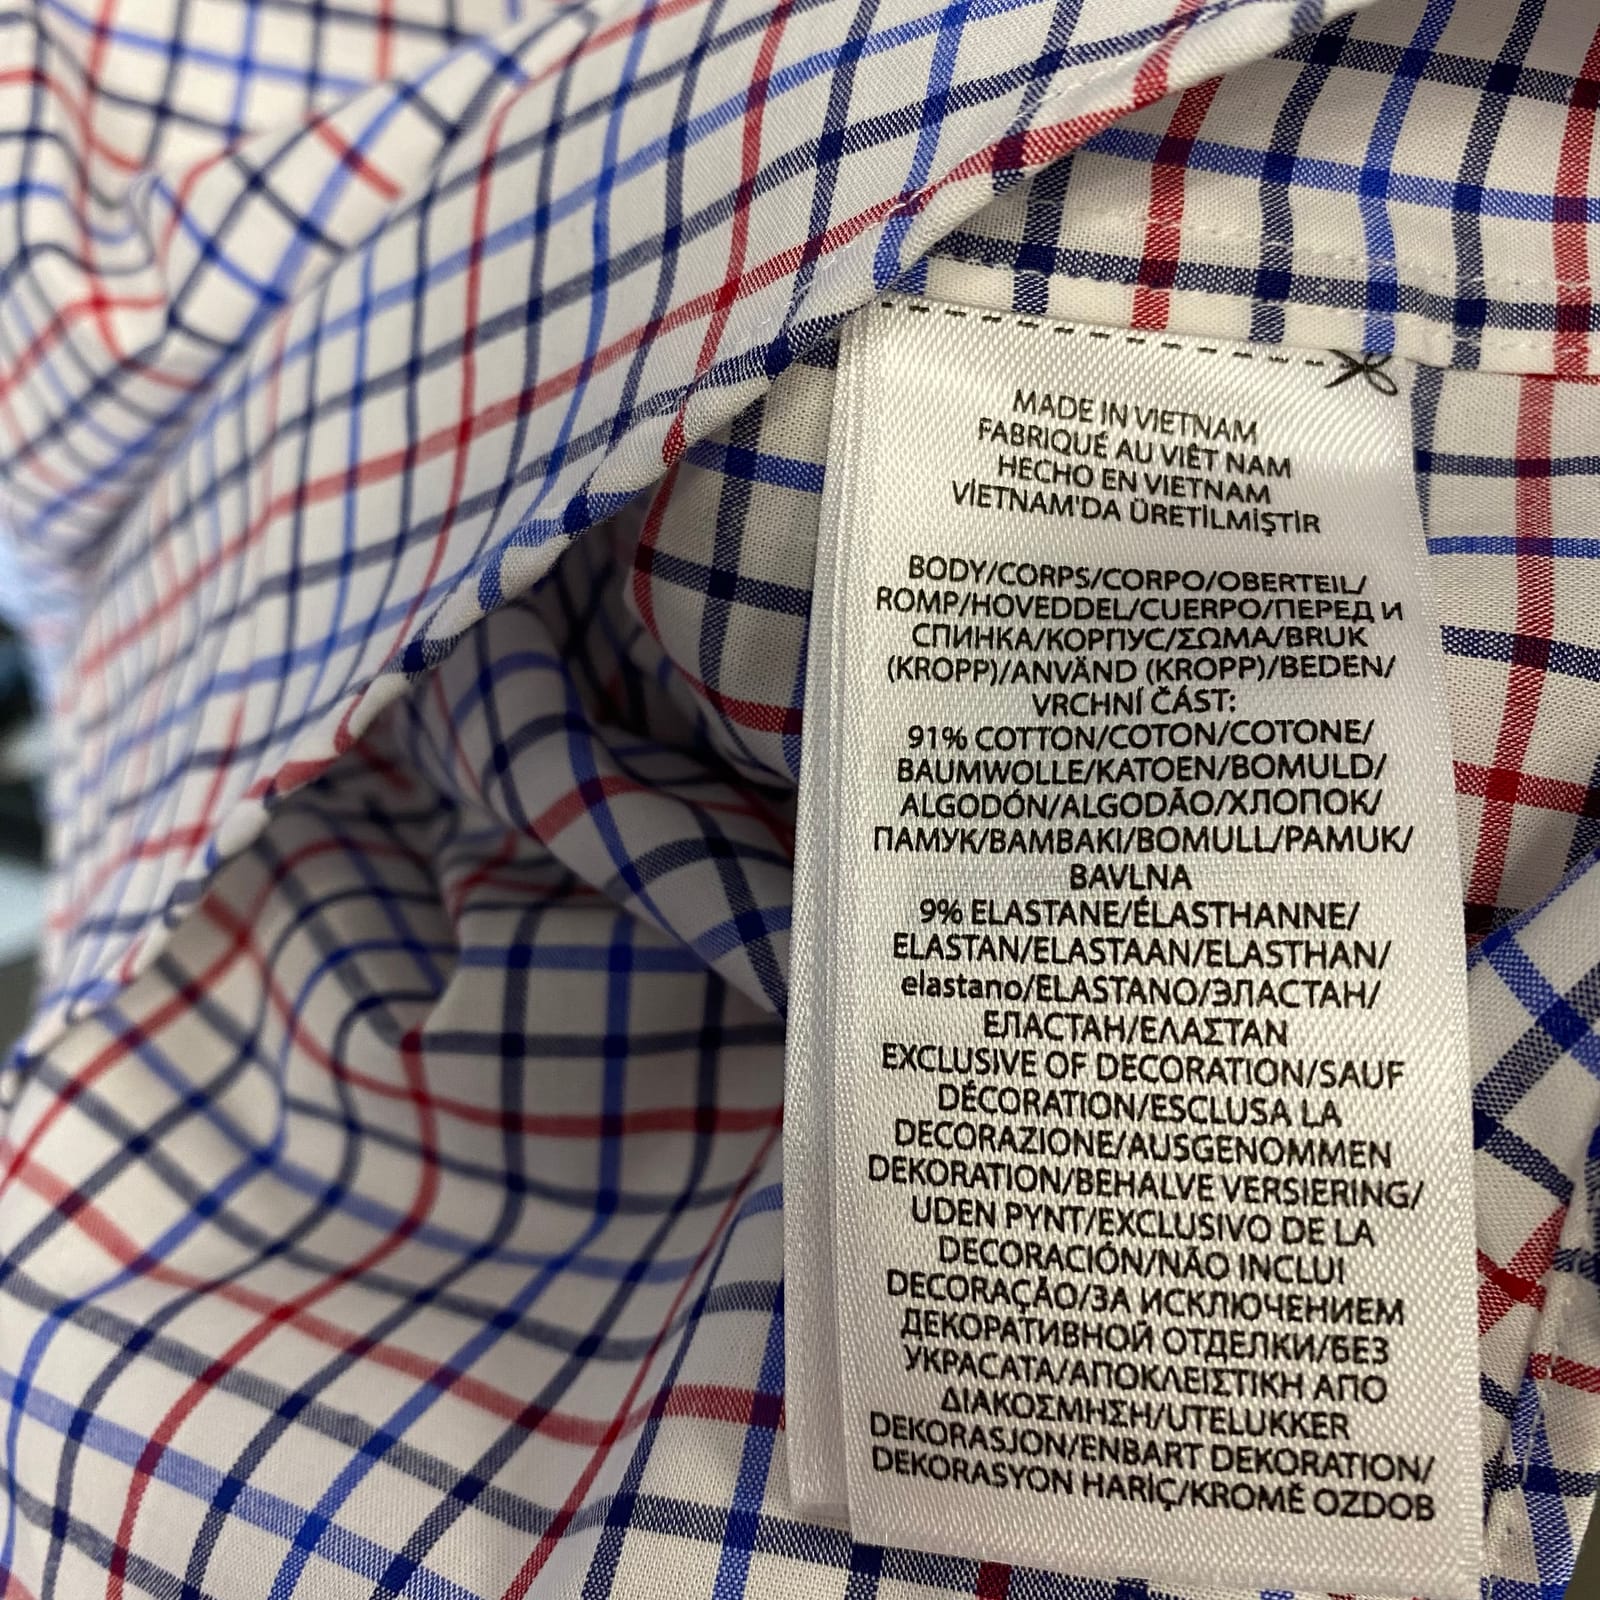 MADE IN VIETNAM
FABRIQUÉ AU VIÊT NAM
HECHO EN VIETNAM
VİETNAM'DA ÜRETİLMİŞTİR
BODY/CORPS/CORPO/OBERTEIL/
ROMP/HOVEDDEL/CUERPO/ПЕРЕД И
СПИНКА/КОРПУС/ΣΩΜΑ/BRUK
(KROPP)/ANVÄND (KROPP)/BEDEN/
VRCHNÍ ČÁST:
91% COTTON/COTON/COTONE/
BAUMWOLLE/KATOEN/BOMULD/
ALGODÓN/ALGODÃO/ХЛОПОК/
ПАМУК/BAMBAKI/BOMULL/PAMUK/
BAVLNA
9% ELASTANE/ÉLASTHANNE/
ELASTAN/ELASTAAN/ELASTHAN/
elastano/ELASTANO/ЭЛАСТАН/
ЕЛАСТАН/ΕΛΑΣΤΑΝ
EXCLUSIVE OF DECORATION/SAUF
DÉCORATION/ESCLUSA LA
DECORAZIONE/AUSGENOMMEN
DEKORATION/BEHALVE VERSIERING/
UDEN PYNT/EXCLUSIVO DE LA
DECORACIÓN/NÃO INCLUI
DECORAÇÃO/ЗА ИСКЛЮЧЕНИЕМ
ДЕКОРАТИВНОЙ ОТДЕЛКИ/БЕЗ
УКРАСАТА/ΑΠΟΚΛΕΙΣΤΙΚΗ ΑΠΟ
ΔΙΑΚΟΣΜΗΣΗ/UTELUKKER
DEKORASJON/ENBART DEKORATION/
DEKORASYON HARİÇ/KROMĚ OZDOB